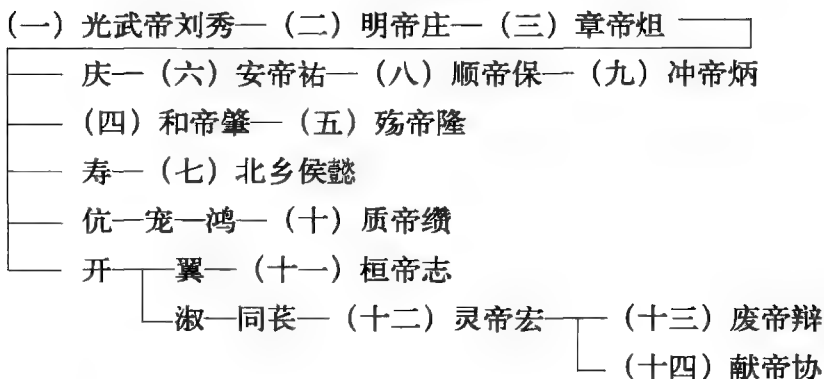 （一）光武帝刘秀—（二）明帝庄—（三）章帝炟
庆—（六）安帝祐—（八）顺帝保—（九）冲帝炳
（四）和帝肇—（五）殇帝隆
寿—（七）北乡侯懿
伉—宠—鸿—（十）质帝缵
开—翼—（十一）桓帝志
淑—同苌—（十二）灵帝宏—（十三）废帝辩
（十四）献帝协